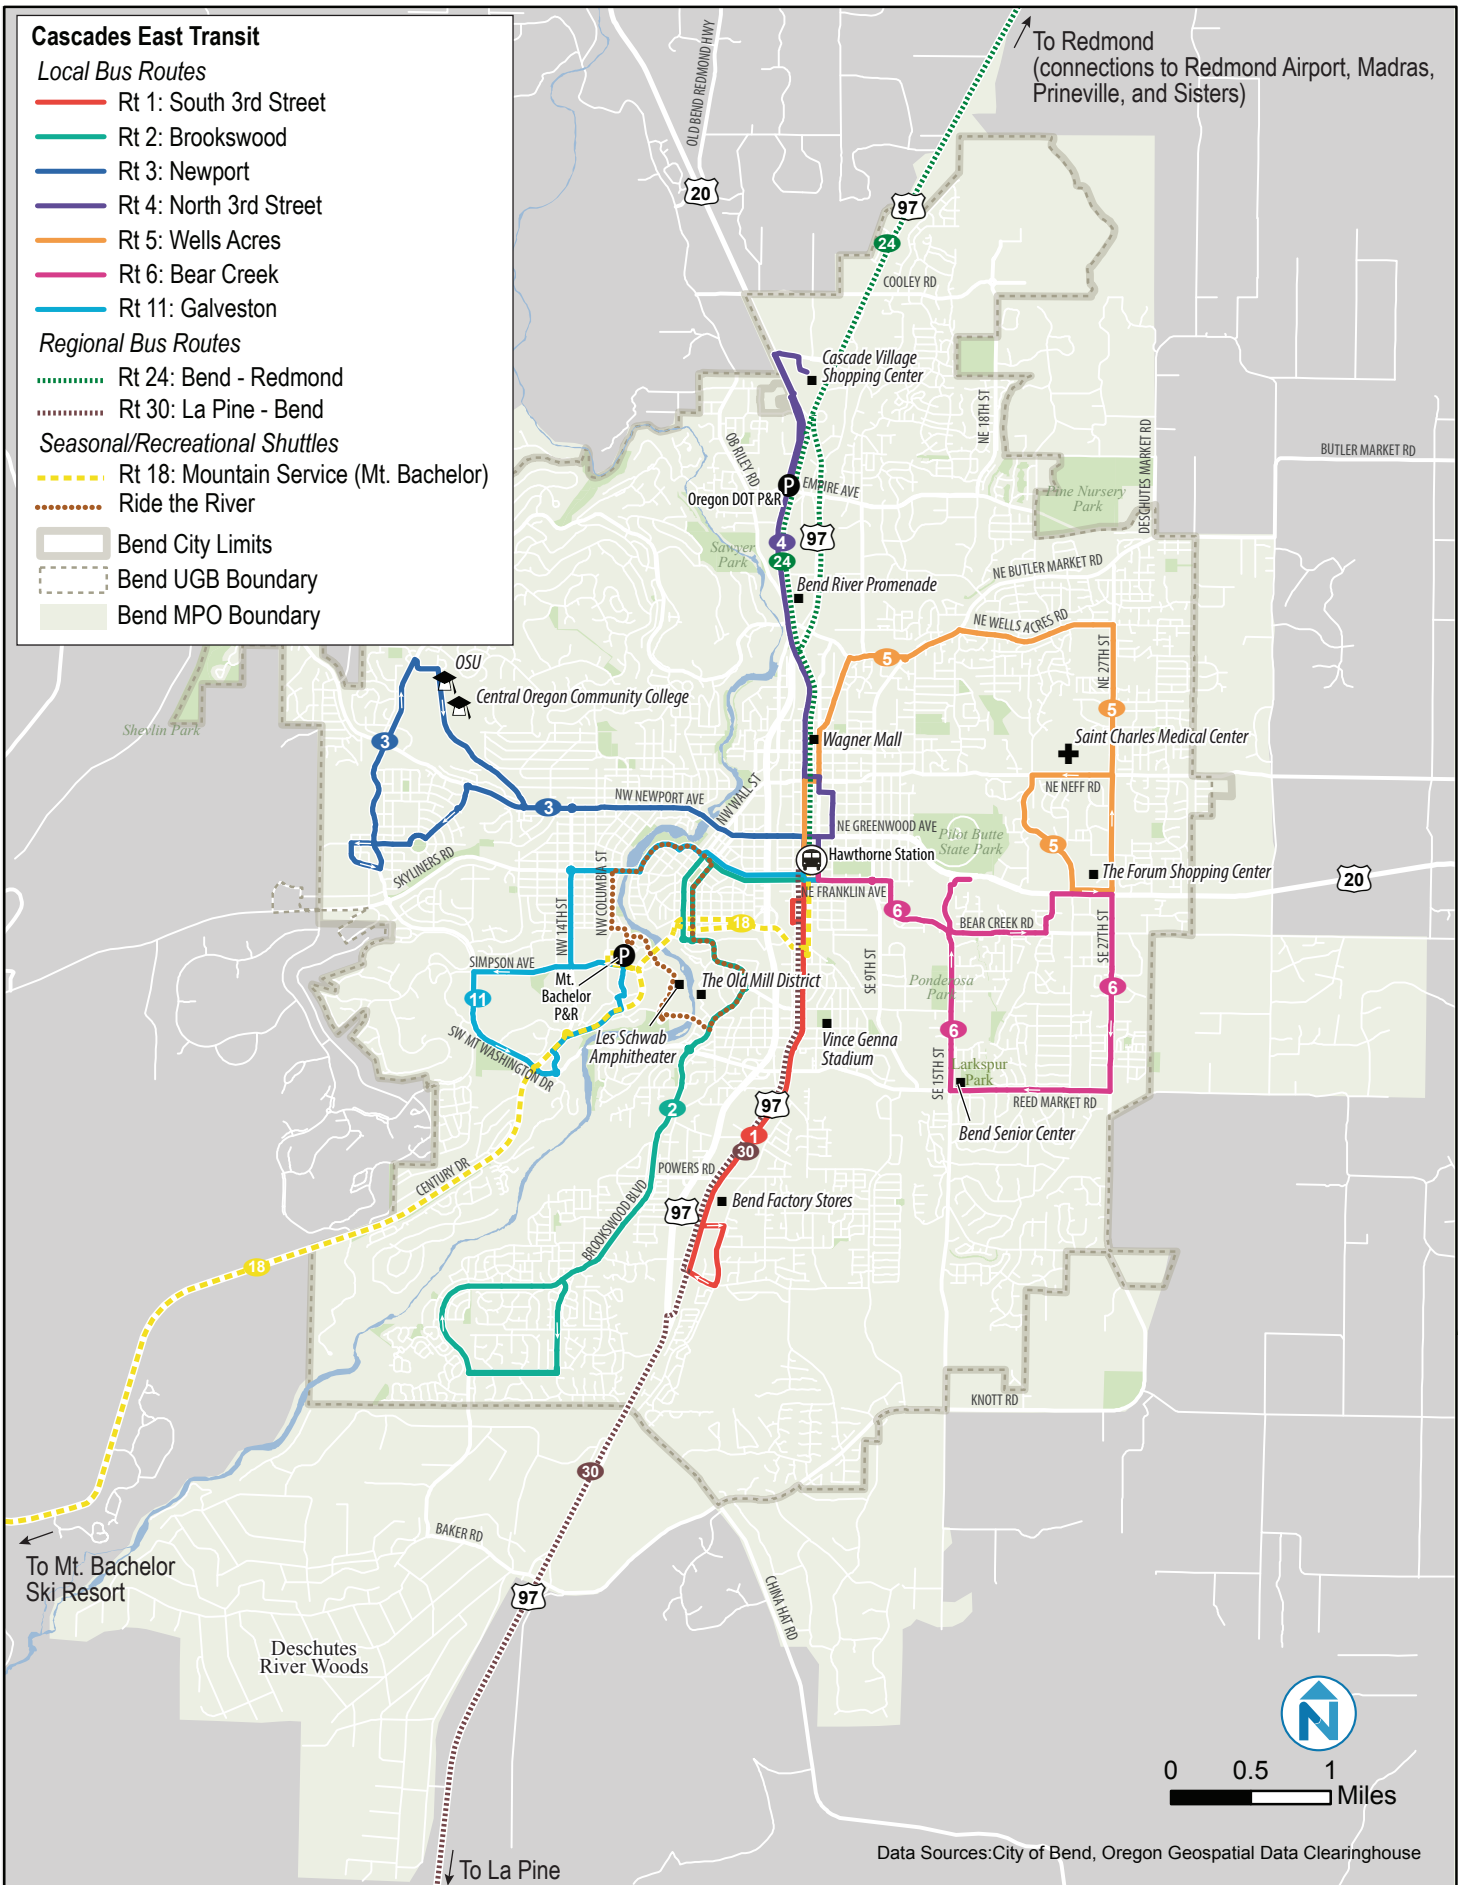 Cascades East Transit
Local Bus Routes
Rt 1: South 3rd Street
Rt 2: Brookswood
Rt 3: Newport
Rt 4: North 3rd Street
Rt 5: Wells Acres
Rt 6: Bear Creek
Rt 11: Galveston
Regional Bus Routes
Rt 24: Bend - Redmond
Rt 30: La Pine - Bend
Seasonal/Recreational Shuttles
Rt 18: Mountain Service (Mt. Bachelor)
Ride the River
Bend City Limits
Bend UGB Boundary
Bend MPO Boundary
To Redmond
(connections to Redmond Airport, Madras,
Prineville, and Sisters)
OLD BEND REDMOND HWY
20
97
24
COOLEY RD
Cascade Village
Shopping Center
NE 18TH ST
DESCHUTES MARKET RD
BUTLER MARKET RD
OB RILEY RD
P
EMPIRE AVE
Oregon DOT P&R
Pine Nursery
Park
4
97
24
Sawyer
Park
NE BUTLER MARKET RD
Bend River Promenade
NE WELLS ACRES RD
5
NE 27TH ST
OSU
Central Oregon Community College
Shevlin Park
5
3
Wagner Mall
Saint Charles Medical Center
NE NEFF RD
NW WALL ST
NW NEWPORT AVE
3
NE GREENWOOD AVE
Pilot Butte
State Park
5
Hawthorne Station
The Forum Shopping Center
20
SKYLINERS RD
NE FRANKLIN AVE
NW COLUMBIA ST
NW 14TH ST
6
18
BEAR CREEK RD
SE 27TH ST
SE 9TH ST
P
SIMPSON AVE
Mt.
Bachelor
P&R
The Old Mill District
Ponderosa
Park
6
11
Les Schwab
Amphitheater
Vince Genna
Stadium
6
SW MT WASHINGTON DR
SE 15TH ST
Larkspur
Park
REED MARKET RD
97
2
1
Bend Senior Center
30
POWERS RD
CENTURY DR
Bend Factory Stores
97
BROOKSWOOD BLVD
18
KNOTT RD
30
BAKER RD
To Mt. Bachelor
Ski Resort
97
CHINA HAT RD
Deschutes
River Woods
N
0 0.5 1
Miles
Data Sources:City of Bend, Oregon Geospatial Data Clearinghouse
To La Pine